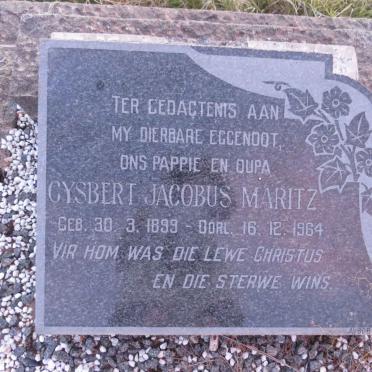 TER GEDAGTENIS AAN
MY DIERBARE EGGENOOT,
ONS PAPPIE EN OUPA
GYSBERT JACOBUS MARITZ
GEB. 30. 3. 1899 - OORL. 16. 12. 1964
VIR HOM WAS DIE LEWE CHRISTUS
EN DIE STERWE WINS.